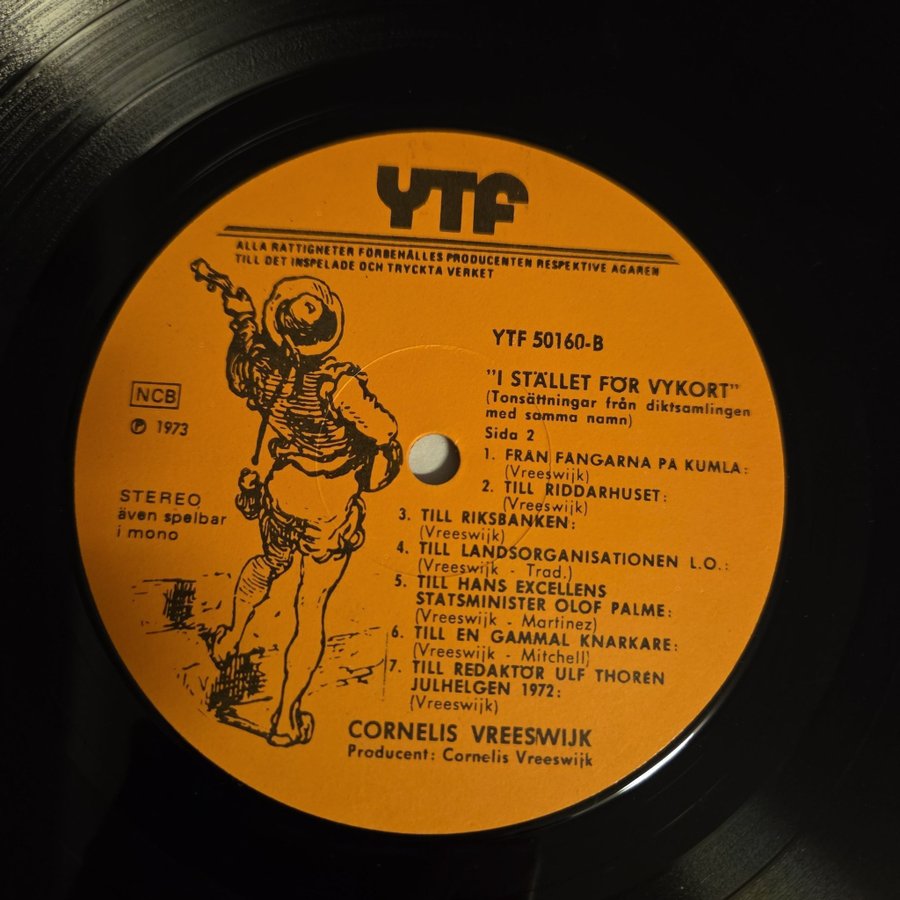 YTF
ALLA RÄTTIGHETER FÖRBEHÅLLES PRODUCENTEN RESPEKTIVE ÄGAREN
TILL DET INSPELADE OCH TRYCKTA VERKET
YTF 50160-B
"I STÄLLET FÖR VYKORT"
(Tonsättningar från diktsamlingen
med samma namn)
Sida 2
1. FRÅN FÅNGARNA PÅ KUMLA:
(Vreeswijk)
2. TILL RIDDARHUSET:
(Vreeswijk)
3. TILL RIKSBANKEN:
(Vreeswijk)
4. TILL LANDSORGANISATIONEN L.O.:
(Vreeswijk - Trad.)
5. TILL HANS EXCELLENS
STATSMINISTER OLOF PALME:
(Vreeswijk - Martinez)
6. TILL EN GAMMAL KNARKARE:
(Vreeswijk - Mitchell)
7. TILL REDAKTÖR ULF THORÉN
JULHELGEN 1972:
(Vreeswijk)
CORNELIS VREESWIJK
Producent: Cornelis Vreeswijk
NCB
℗ 1973
STEREO
även spelbar
i mono